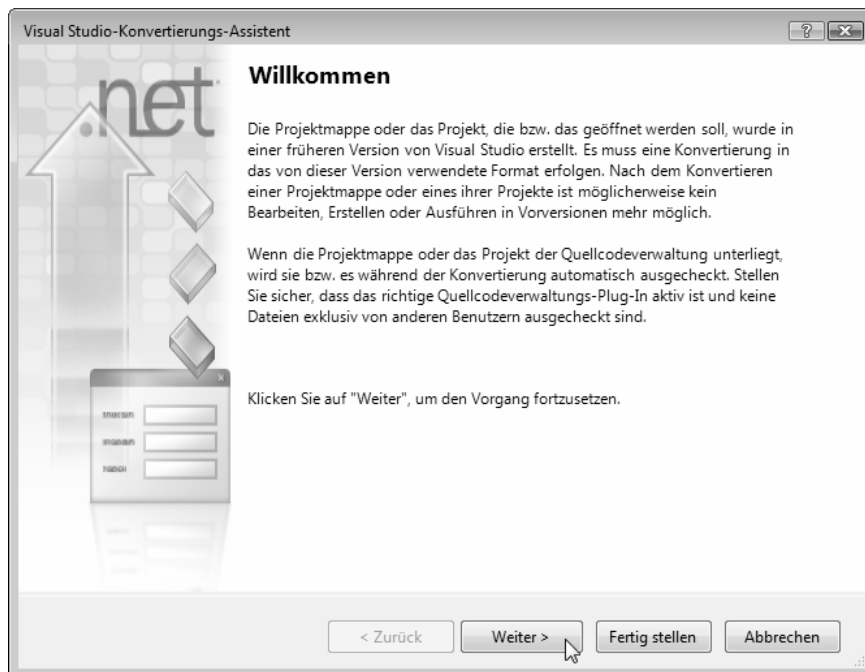 Visual Studio-Konvertierungs-Assistent
.net
Willkommen
Die Projektmappe oder das Projekt, die bzw. das geöffnet werden soll, wurde in
einer früheren Version von Visual Studio erstellt. Es muss eine Konvertierung in
das von dieser Version verwendete Format erfolgen. Nach dem Konvertieren
einer Projektmappe oder eines ihrer Projekte ist möglicherweise kein
Bearbeiten, Erstellen oder Ausführen in Vorversionen mehr möglich.
Wenn die Projektmappe oder das Projekt der Quellcodeverwaltung unterliegt,
wird sie bzw. es während der Konvertierung automatisch ausgecheckt. Stellen
Sie sicher, dass das richtige Quellcodeverwaltungs-Plug-In aktiv ist und keine
Dateien exklusiv von anderen Benutzern ausgecheckt sind.
Klicken Sie auf "Weiter", um den Vorgang fortzusetzen.
< Zurück Weiter > Fertig stellen Abbrechen